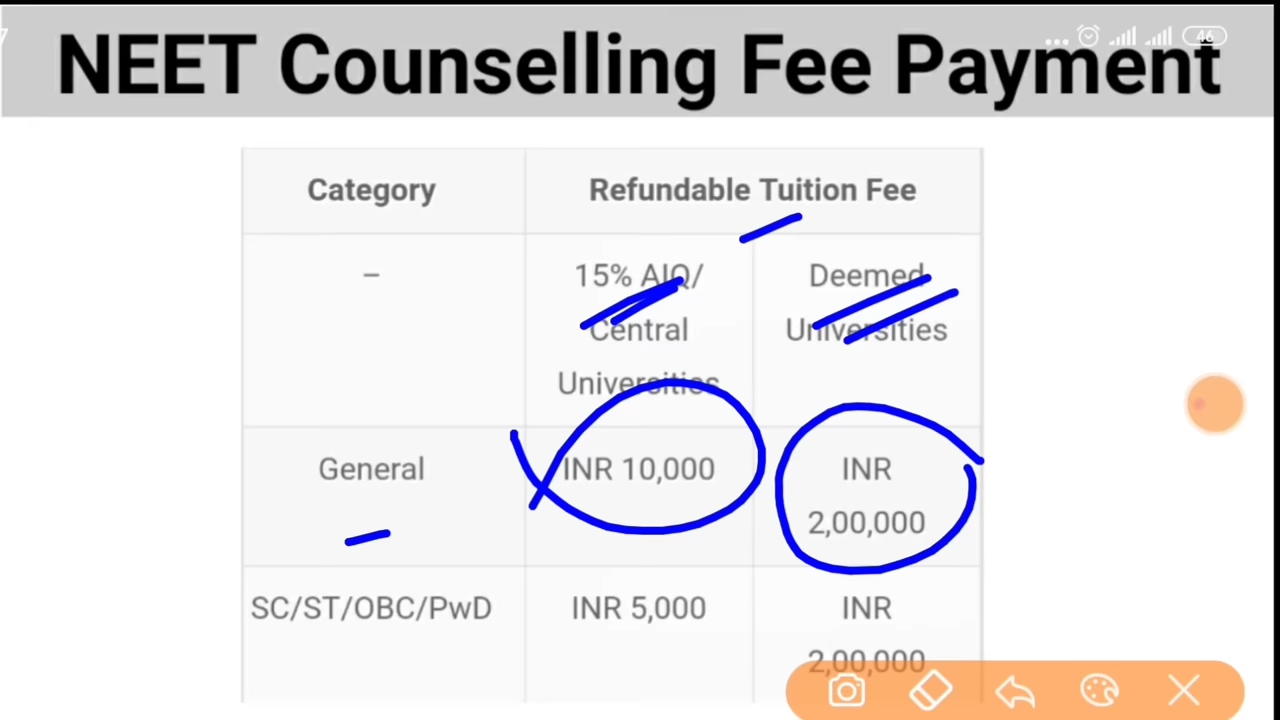 46
NEET Counselling Fee Payment
Category Refundable Tuition Fee
– 15% AIQ/ Deemed
Central Universities
Universities
General INR 10,000 INR
2,00,000
SC/ST/OBC/PwD INR 5,000 INR
2,00,000